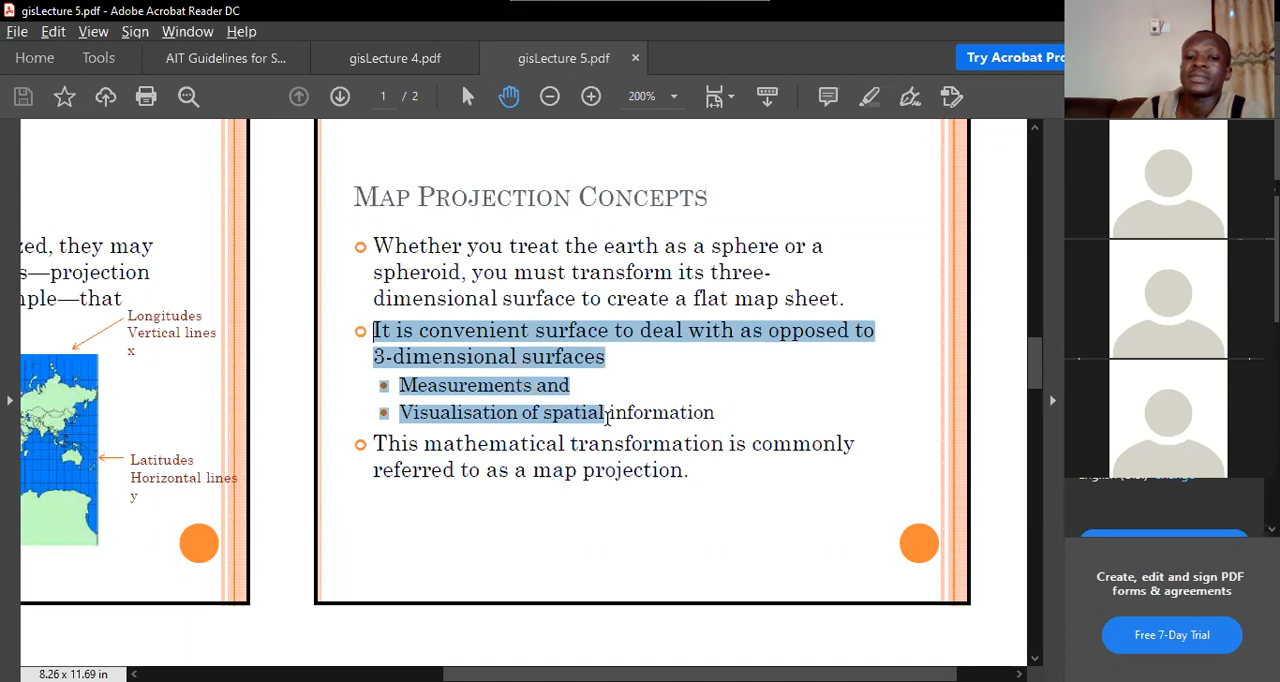 gisLecture 5.pdf - Adobe Acrobat Reader DC
File Edit View Sign Window Help
Home Tools AIT Guidelines for S... gisLecture 4.pdf gisLecture 5.pdf × Try Acrobat Pro
1 / 2 200%
zed, they may
s—projection
mple—that
Longitudes
Vertical lines
x
Latitudes
Horizontal lines
y
MAP PROJECTION CONCEPTS
Whether you treat the earth as a sphere or a
spheroid, you must transform its three-
dimensional surface to create a flat map sheet.
It is convenient surface to deal with as opposed to
3-dimensional surfaces
Measurements and
Visualisation of spatial information
This mathematical transformation is commonly
referred to as a map projection.
Create, edit and sign PDF
forms & agreements
Free 7-Day Trial
8.26 x 11.69 in